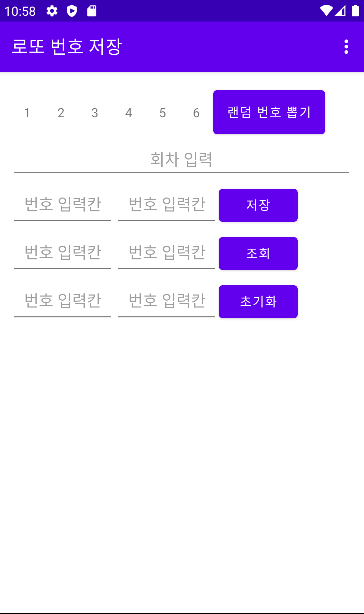 10:58
로또 번호 저장
1 2 3 4 5 6 랜덤 번호 뽑기
회차 입력
번호 입력칸 번호 입력칸 저장
번호 입력칸 번호 입력칸 조회
번호 입력칸 번호 입력칸 초기화